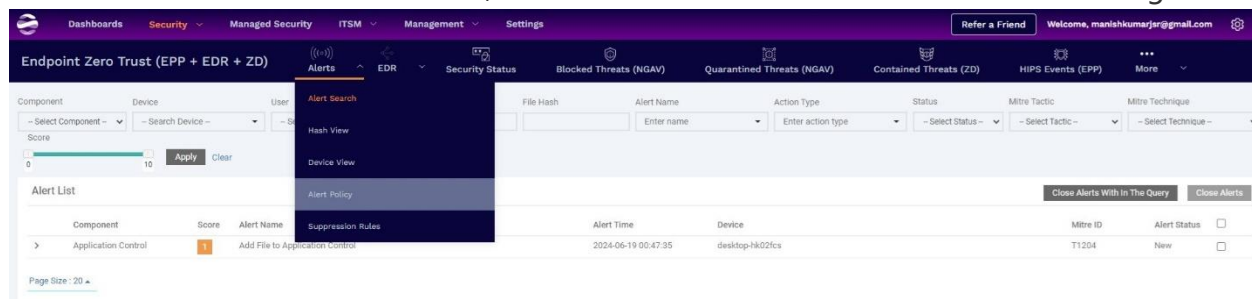 Dashboards Security Managed Security ITSM Management Settings Refer a Friend Welcome, manishkumarjsr@gmail.com
Endpoint Zero Trust (EPP + EDR + ZD) Alerts EDR Security Status Blocked Threats (NGAV) Quarantined Threats (NGAV) Contained Threats (ZD) HIPS Events (EPP) More
Alert Search
Hash View
Device View
Alert Policy
Suppression Rules
Component Device User File Hash Alert Name Action Type Status Mitre Tactic Mitre Technique
-- Select Component -- -- Search Device -- -- Se Enter name Enter action type -- Select Status -- -- Select Tactic -- -- Select Technique --
Score
0 10 Apply Clear
Alert List Close Alerts With In The Query Close Alerts
Component Score Alert Name Alert Time Device Mitre ID Alert Status
Application Control 1 Add File to Application Control 2024-06-19 00:47:35 desktop-hk02fcs T1204 New
Page Size : 20